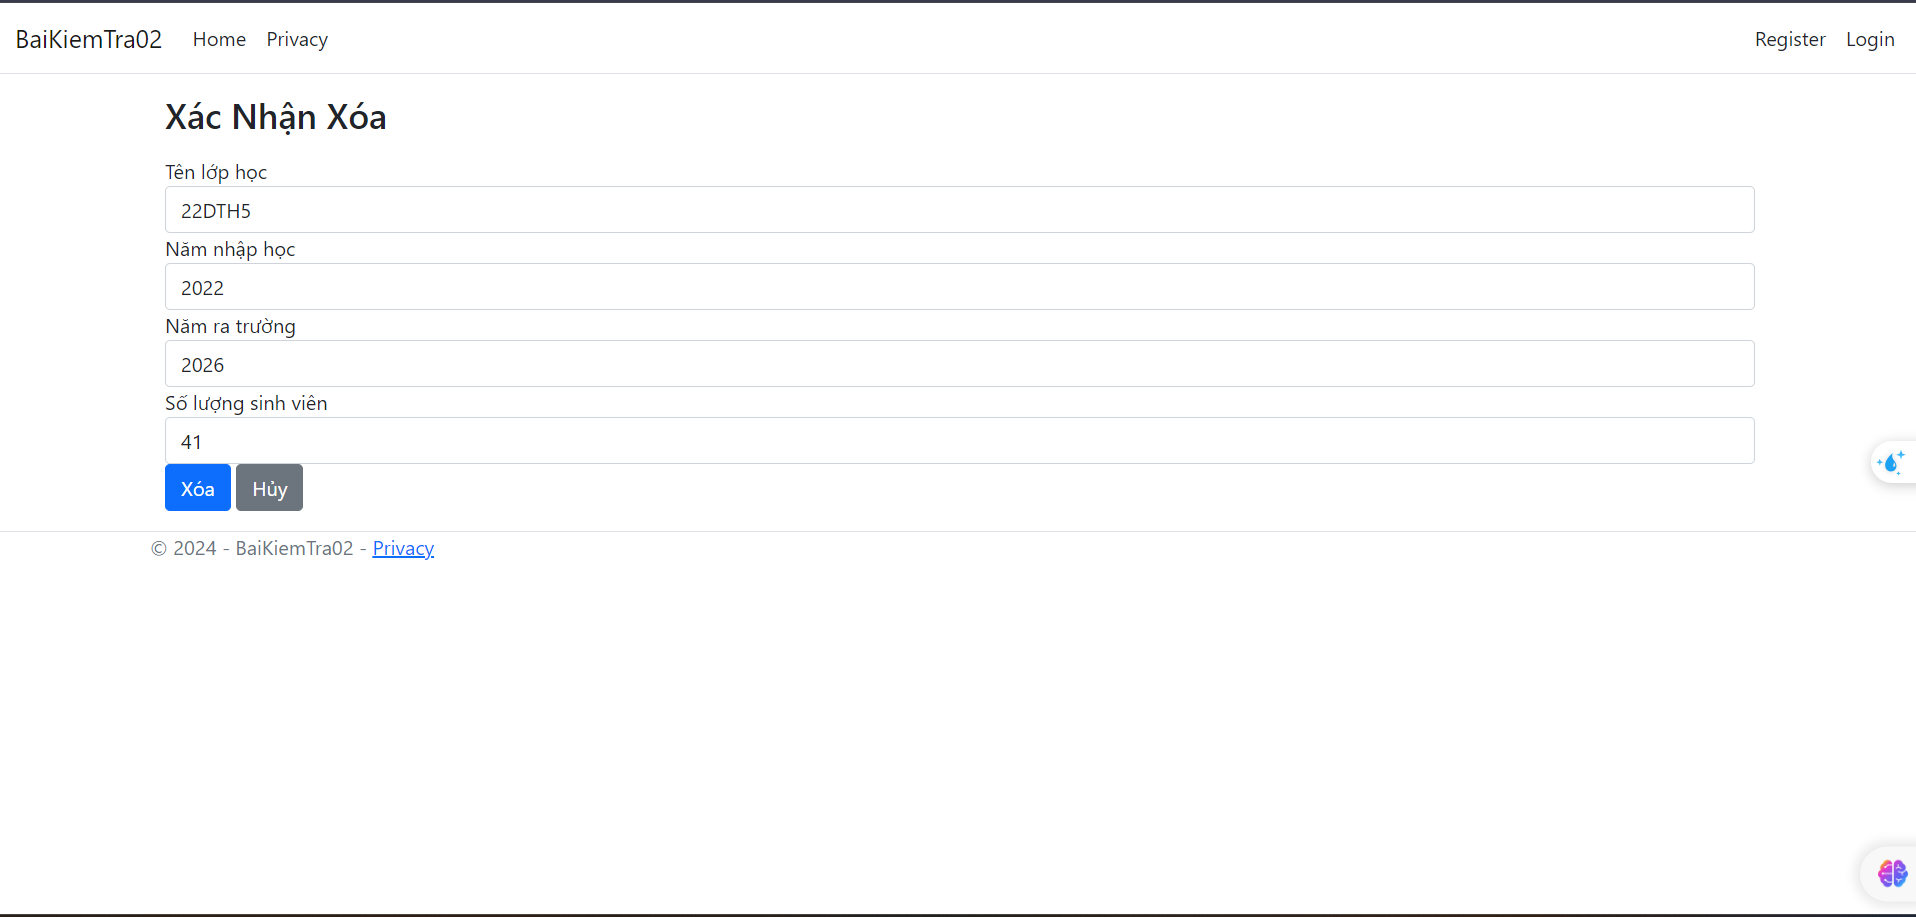 BaiKiemTra02 Home Privacy Register Login
Xác Nhận Xóa
Tên lớp học
22DTH5
Năm nhập học
2022
Năm ra trường
2026
Số lượng sinh viên
41
Xóa Hủy
© 2024 - BaiKiemTra02 - Privacy